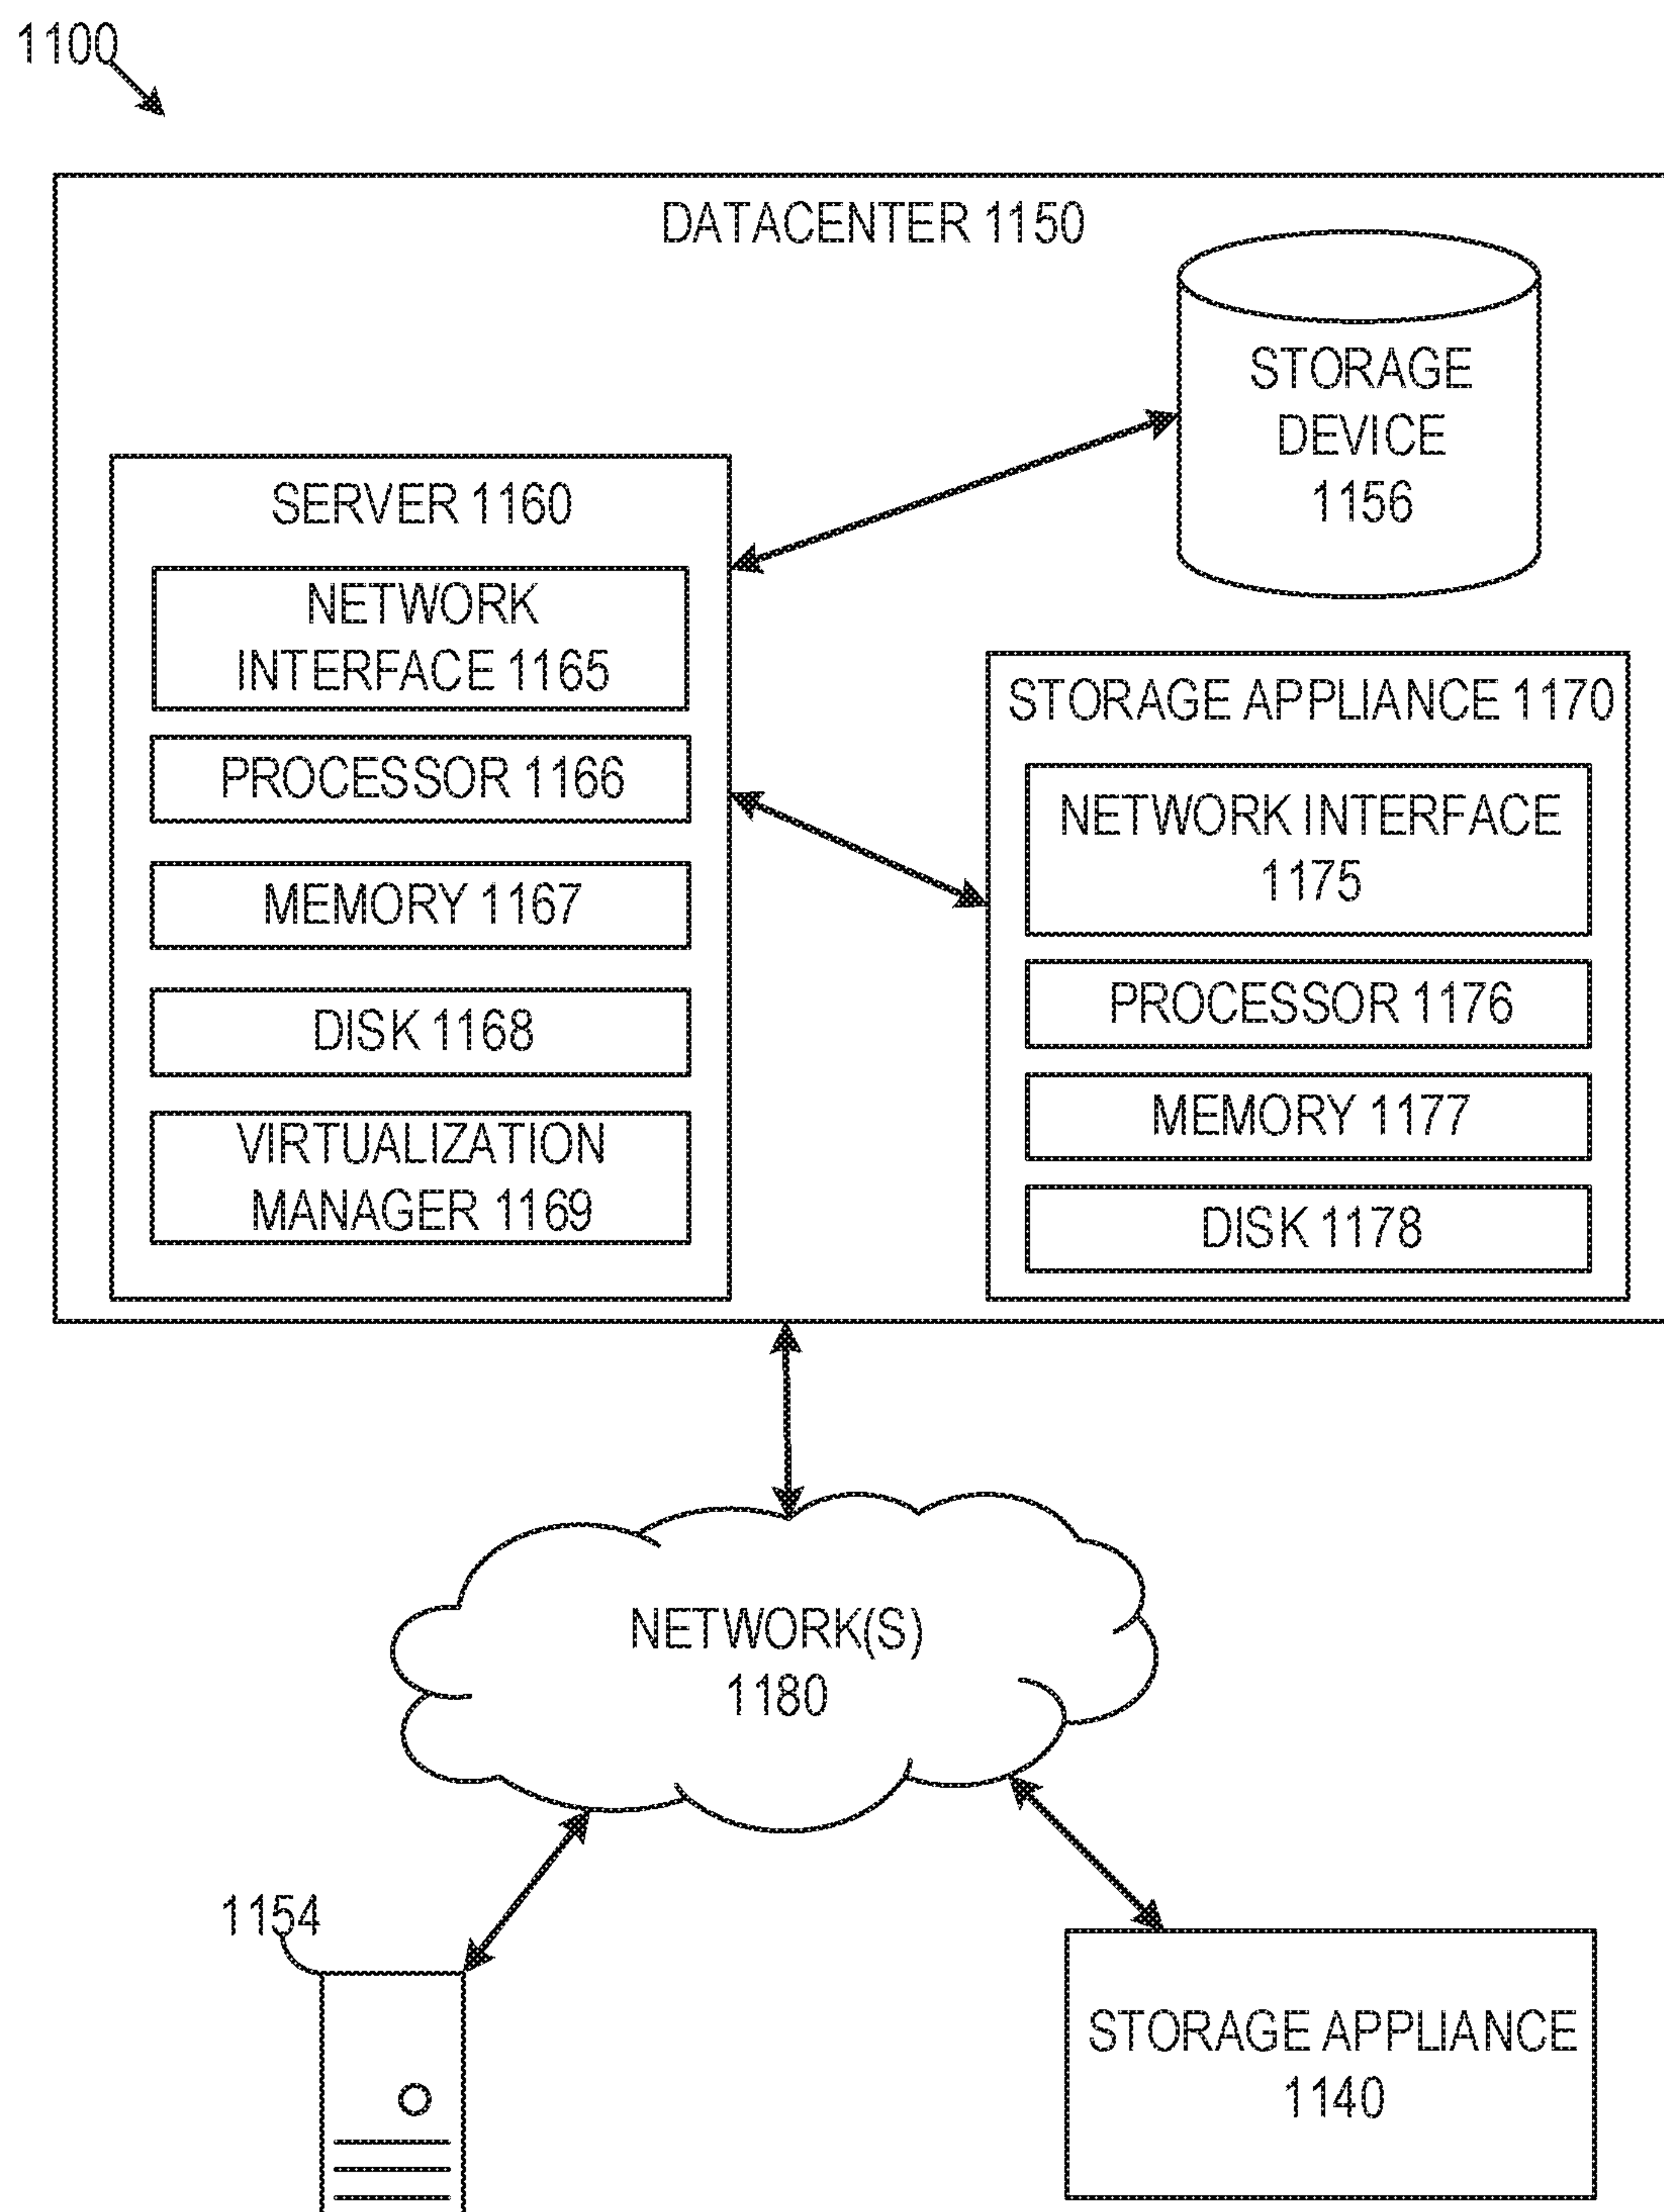 1100
DATACENTER 1150
STORAGE
DEVICE
1156
SERVER 1160
NETWORK
INTERFACE 1165
PROCESSOR 1166
MEMORY 1167
DISK 1168
VIRTUALIZATION
MANAGER 1169
STORAGE APPLIANCE 1170
NETWORK INTERFACE
1175
PROCESSOR 1176
MEMORY 1177
DISK 1178
NETWORK(S)
1180
1154
STORAGE APPLIANCE
1140